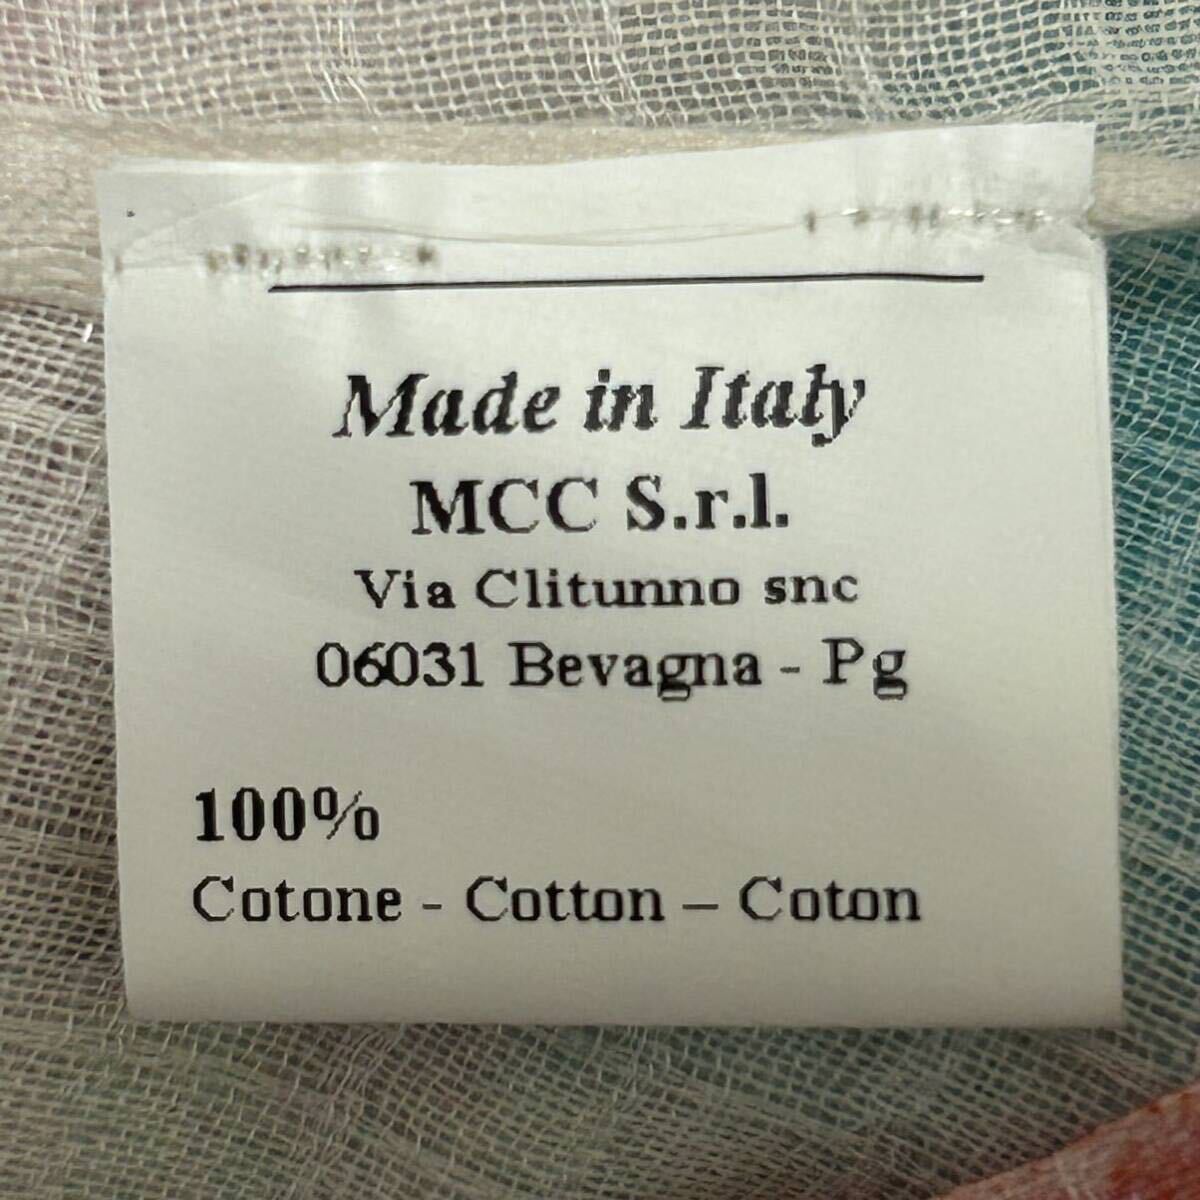 Made in Italy
MCC S.r.l.
Via Clitunno snc
06031 Bevagna - Pg
100%
Cotone - Cotton – Coton